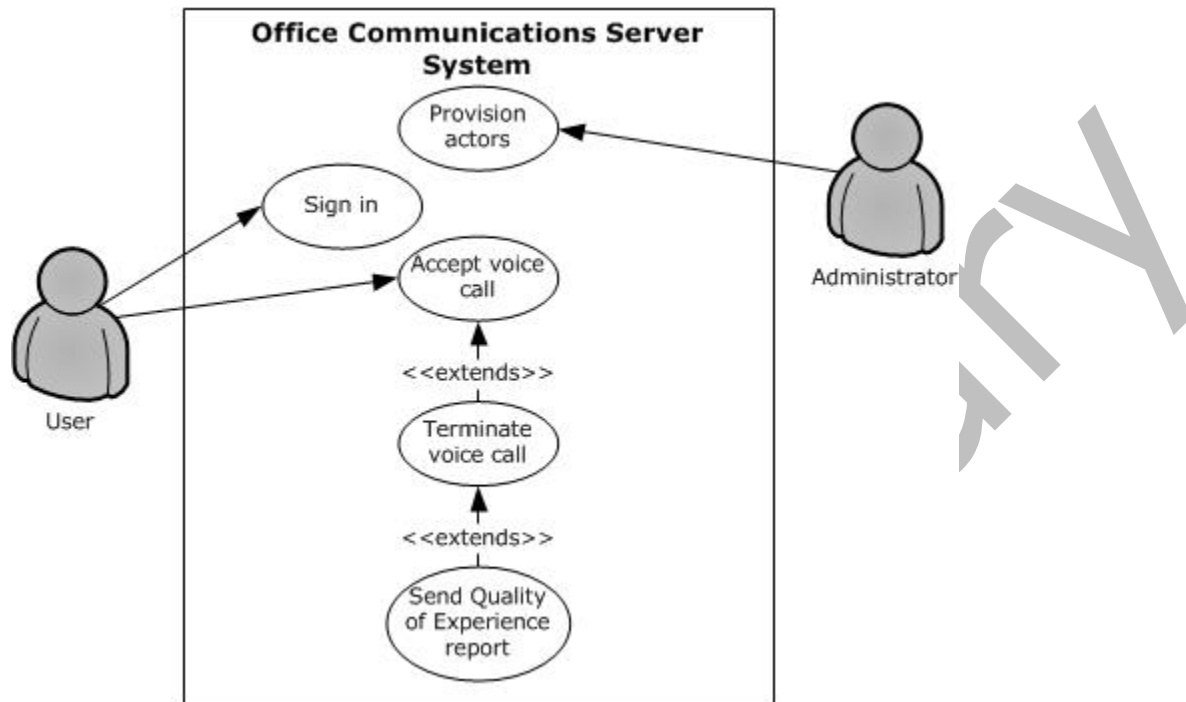 Office Communications Server
System
Provision
actors
Sign in
Accept voice
call
Administrator
<<extends>>
User
Terminate
voice call
<<extends>>
Send Quality
of Experience
report